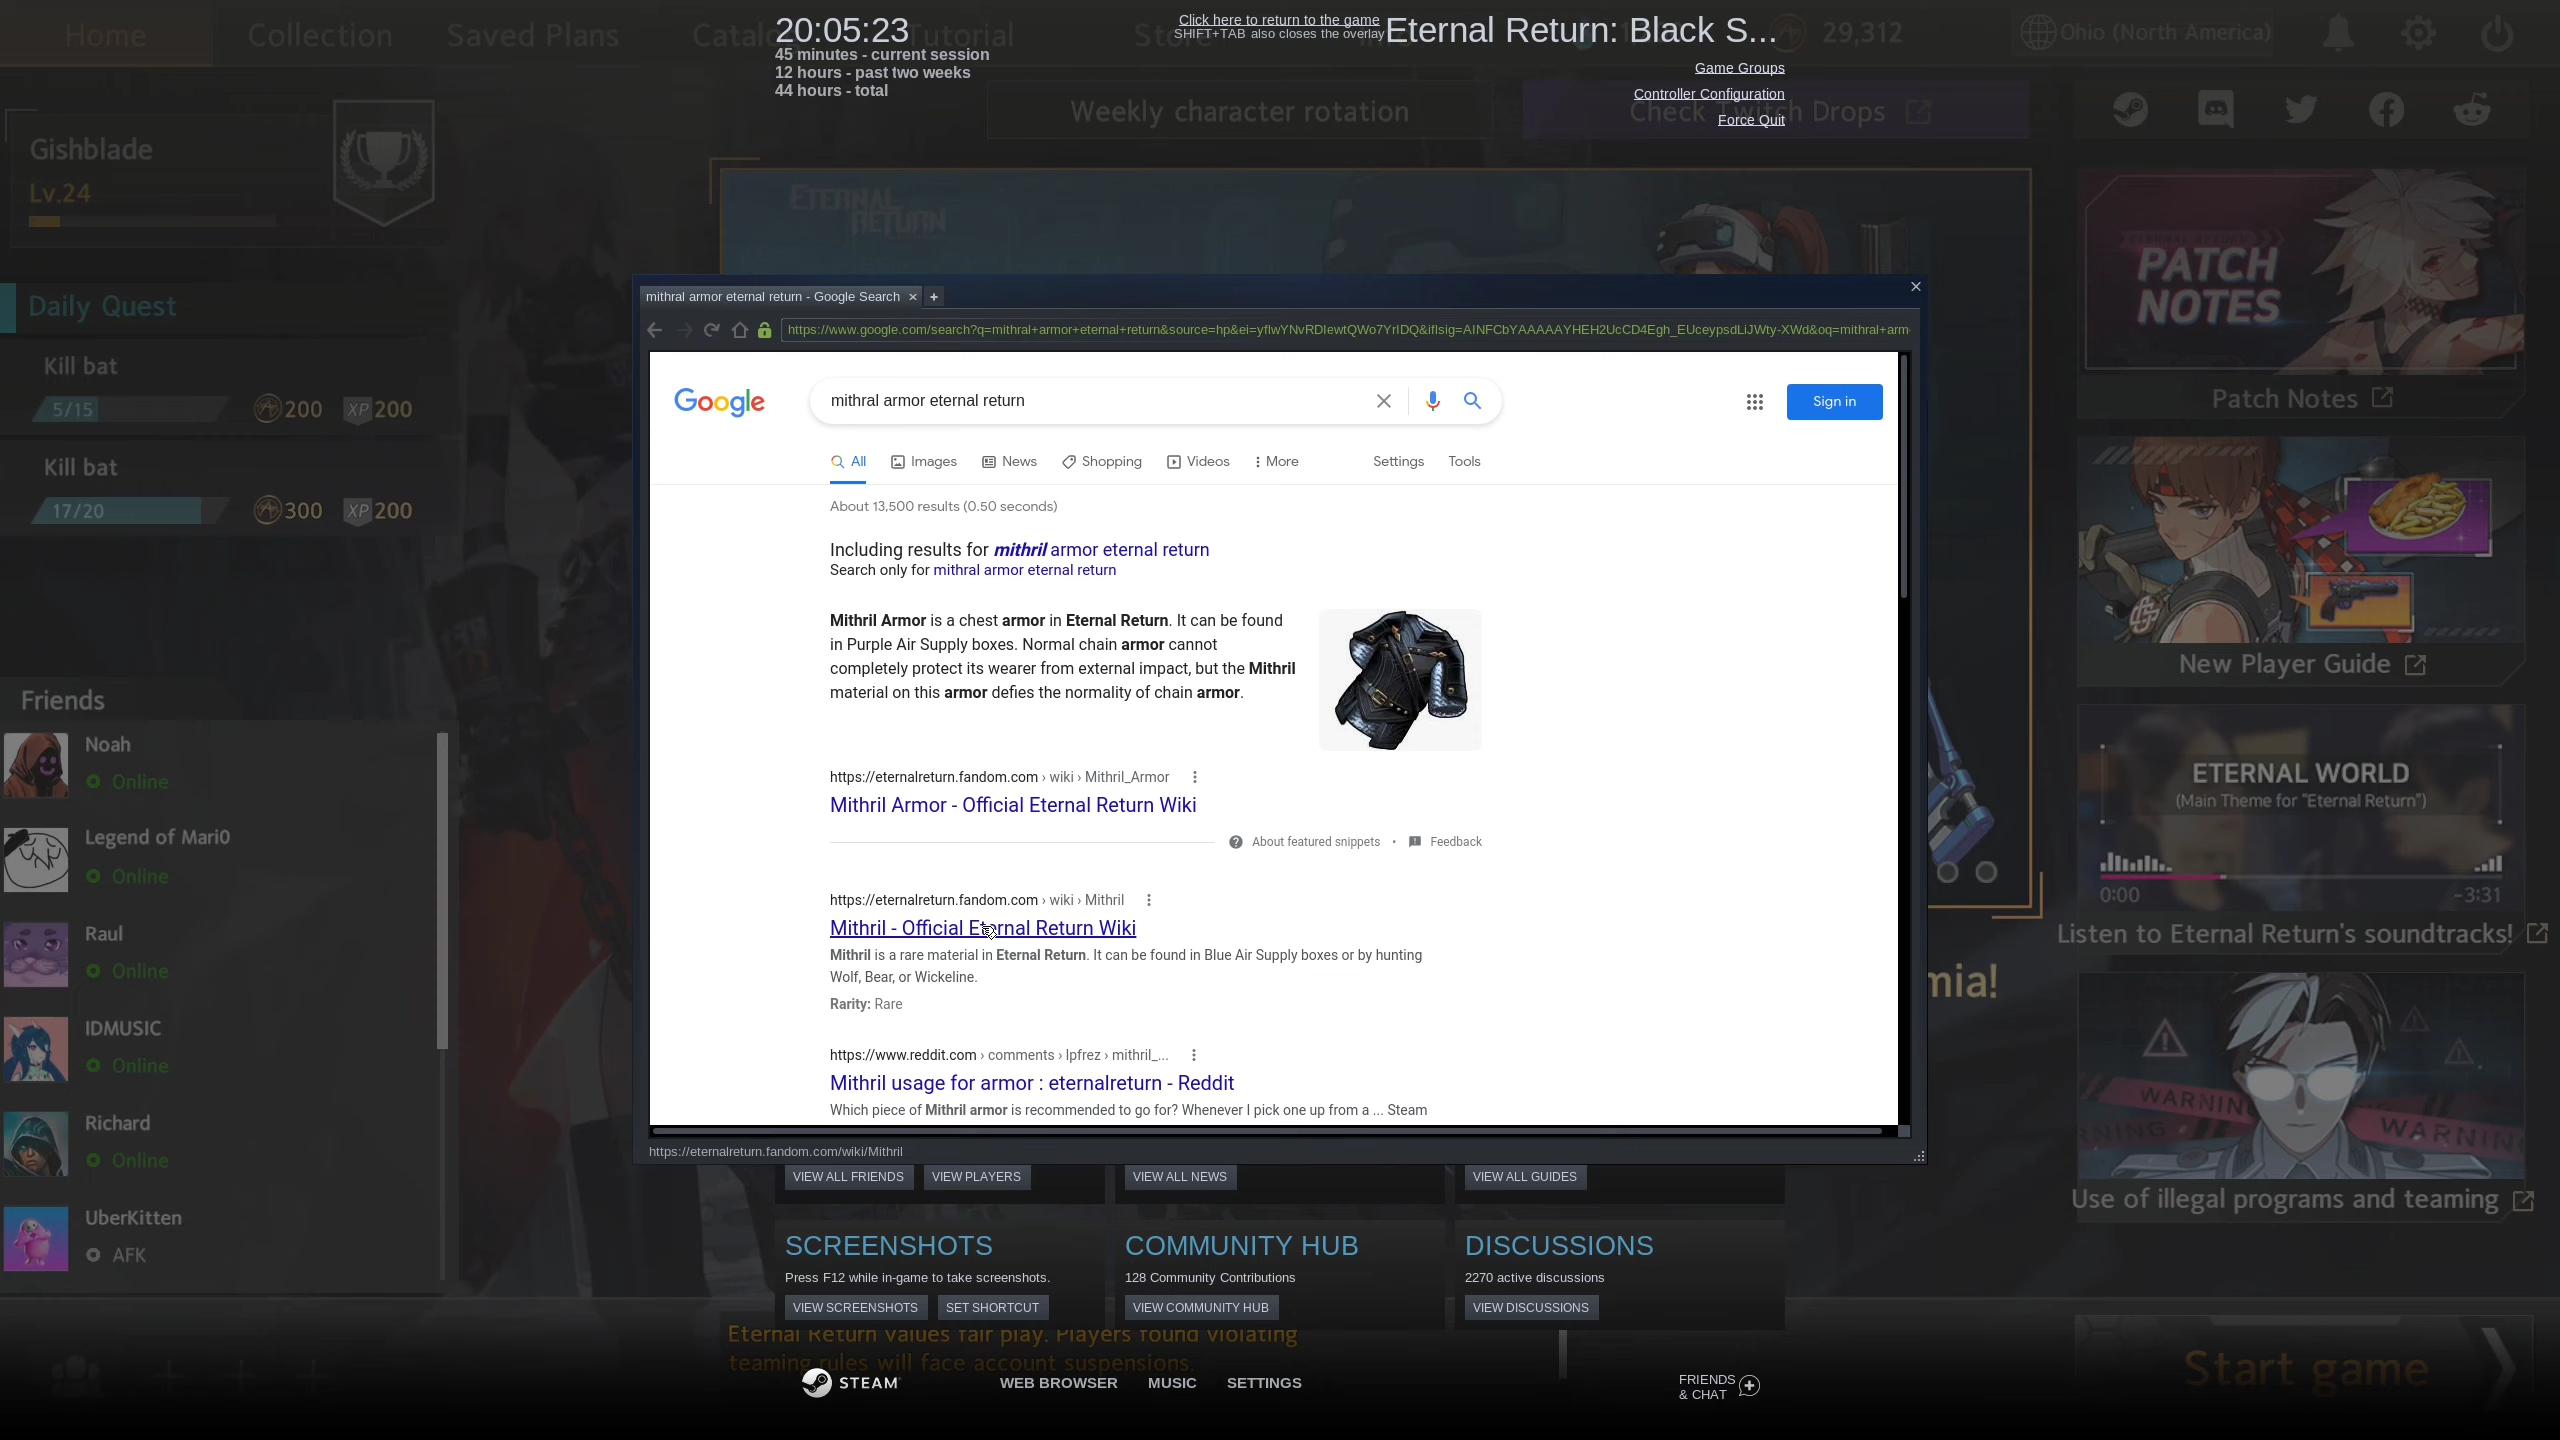 Home
Collection
Saved Plans
Tutorial
29,312
Ohio (North America)
20:05:23
45 minutes - current session
12 hours - past two weeks
44 hours - total
Click here to return to the game
SHIFT+TAB also closes the overlay
Eternal Return: Black S...
Game Groups
Controller Configuration
Force Quit
Weekly character rotation
Check Twitch Drops
Gishblade
Lv.24
Daily Quest
Kill bat
5/15
200
XP 200
Kill bat
17/20
300
XP 200
Friends
Noah
Online
Legend of Mari0
Online
Raul
Online
IDMUSIC
Online
Richard
Online
UberKitten
AFK
ETERNAL
RETURN
mithral armor eternal return - Google Search
https://www.google.com/search?q=mithral+armor+eternal+return&source=hp&ei=yflwYNvRDIewtQWo7YrIDQ&iflsig=AINFCbYAAAAAYHEH2UcCD4Egh_EUceypsdLiJWty-XWd&oq=mithral+arm
Google
mithral armor eternal return
Sign in
All
Images
News
Shopping
Videos
More
Settings
Tools
About 13,500 results (0.50 seconds)
Including results for mithril armor eternal return
Search only for mithral armor eternal return
Mithril Armor is a chest armor in Eternal Return. It can be found
in Purple Air Supply boxes. Normal chain armor cannot
completely protect its wearer from external impact, but the Mithril
material on this armor defies the normality of chain armor.
https://eternalreturn.fandom.com › wiki › Mithril_Armor
Mithril Armor - Official Eternal Return Wiki
About featured snippets • Feedback
https://eternalreturn.fandom.com › wiki › Mithril
Mithril - Official Eternal Return Wiki
Mithril is a rare material in Eternal Return. It can be found in Blue Air Supply boxes or by hunting
Wolf, Bear, or Wickeline.
Rarity: Rare
https://www.reddit.com › comments › lpfrez › mithril_...
Mithril usage for armor : eternalreturn - Reddit
Which piece of Mithril armor is recommended to go for? Whenever I pick one up from a ... Steam
https://eternalreturn.fandom.com/wiki/Mithril
PATCH
NOTES
Patch Notes
New Player Guide
ETERNAL WORLD
(Main Theme for "Eternal Return")
0:00
-3:31
Listen to Eternal Return's soundtracks!
mia!
WARNING
WARNING
Use of illegal programs and teaming
VIEW ALL FRIENDS
VIEW PLAYERS
VIEW ALL NEWS
VIEW ALL GUIDES
SCREENSHOTS
Press F12 while in-game to take screenshots.
VIEW SCREENSHOTS
SET SHORTCUT
COMMUNITY HUB
128 Community Contributions
VIEW COMMUNITY HUB
DISCUSSIONS
2270 active discussions
VIEW DISCUSSIONS
Eternal Return values fair play. Players found violating
teaming rules will face account suspensions.
STEAM
WEB BROWSER
MUSIC
SETTINGS
FRIENDS
& CHAT
Start game